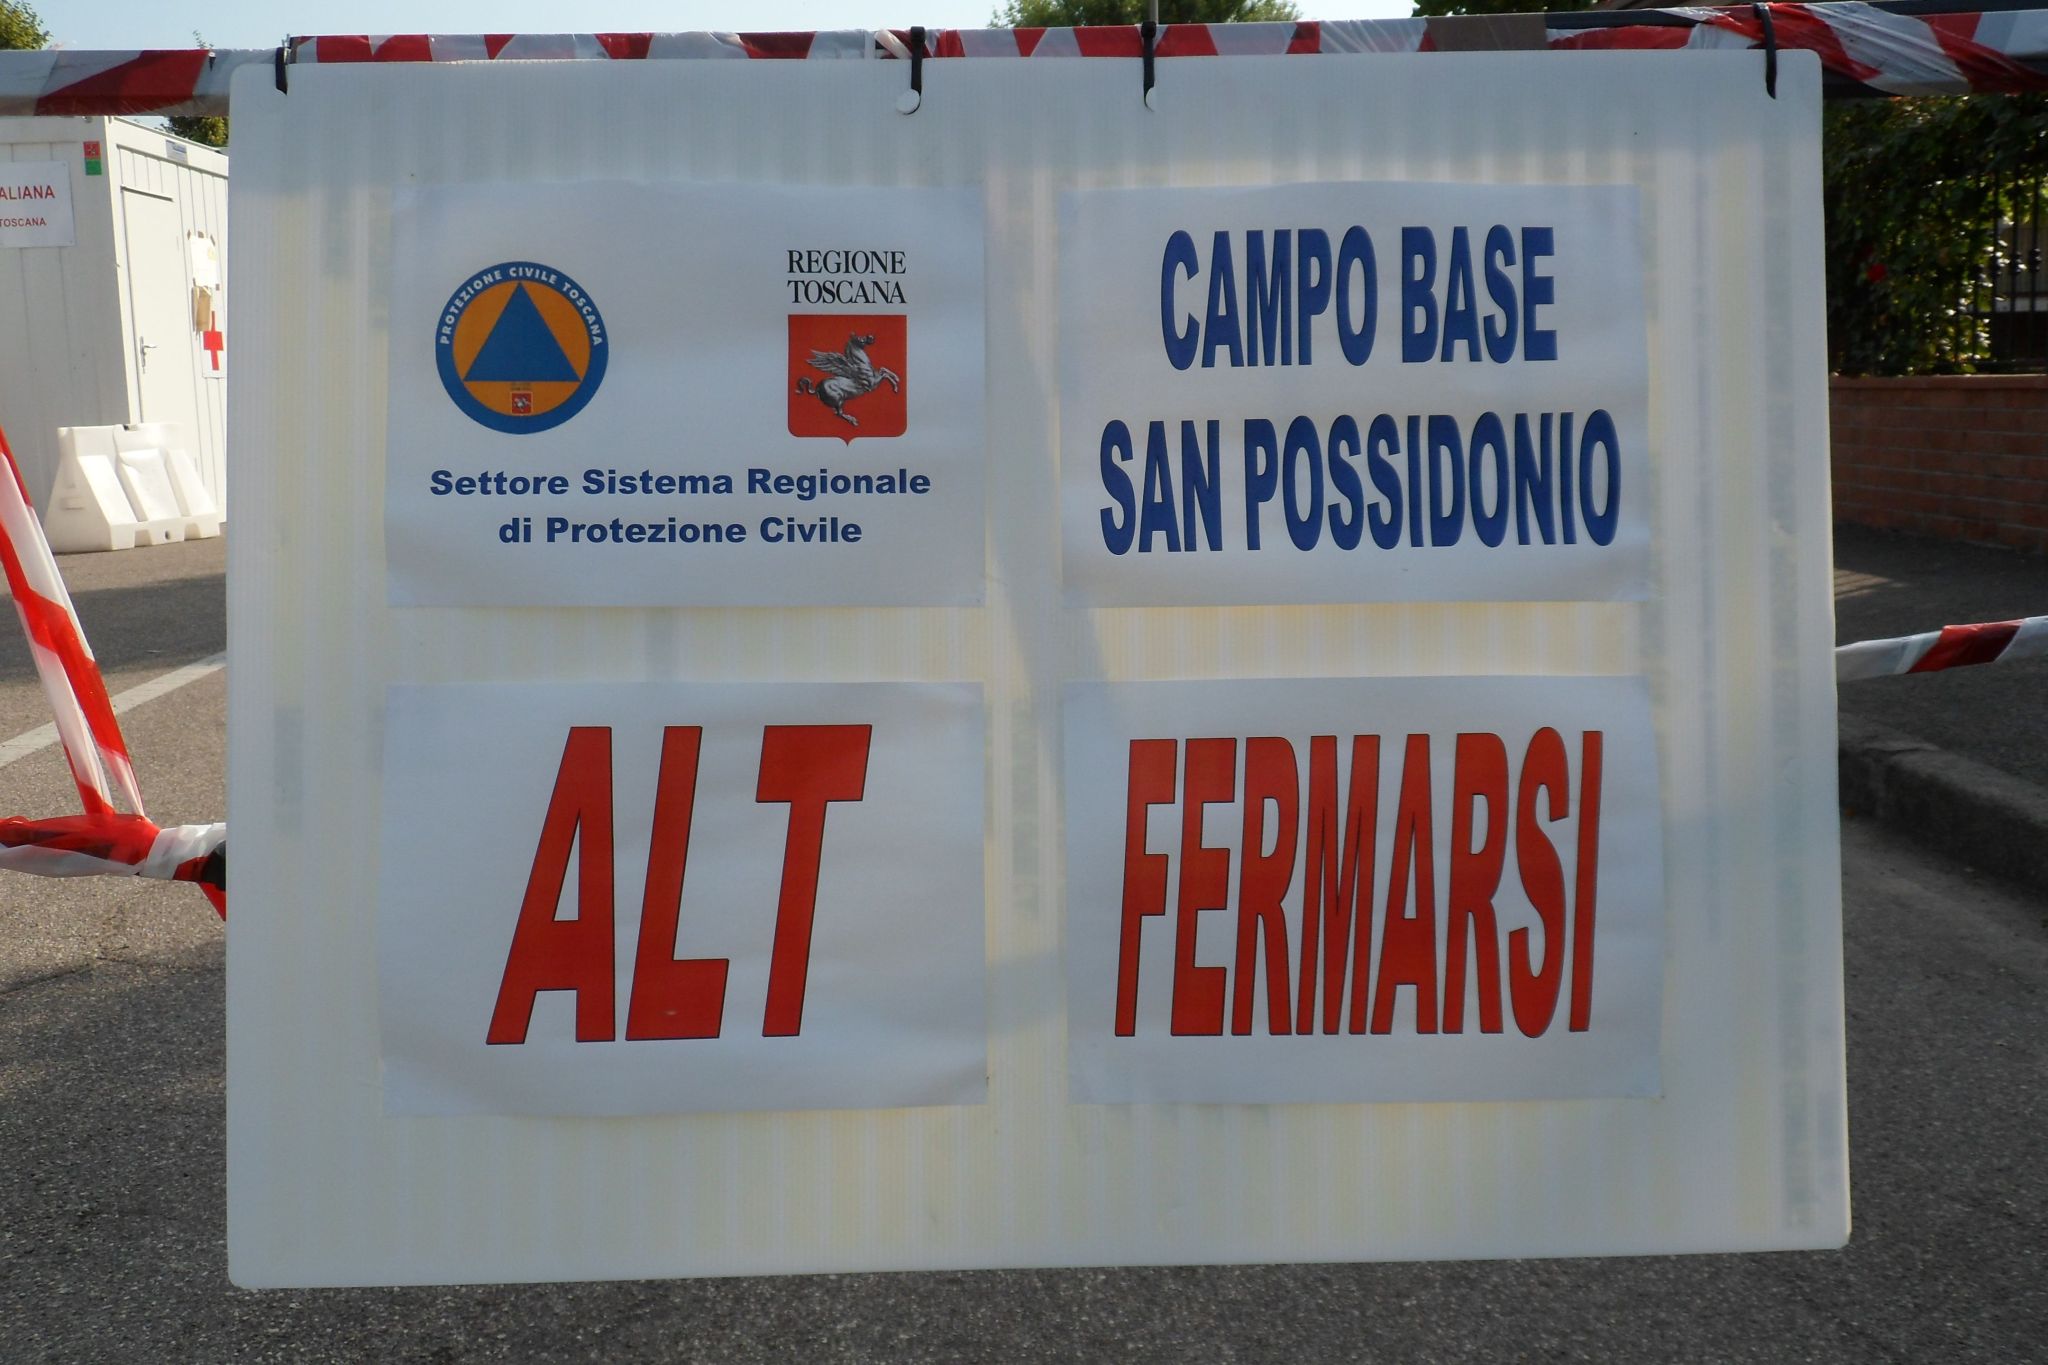 ALIANA
TOSCANA
PROTEZIONE CIVILE TOSCANA
REGIONE
TOSCANA
Settore Sistema Regionale
di Protezione Civile
CAMPO BASE
SAN POSSIDONIO
ALT
FERMARSI